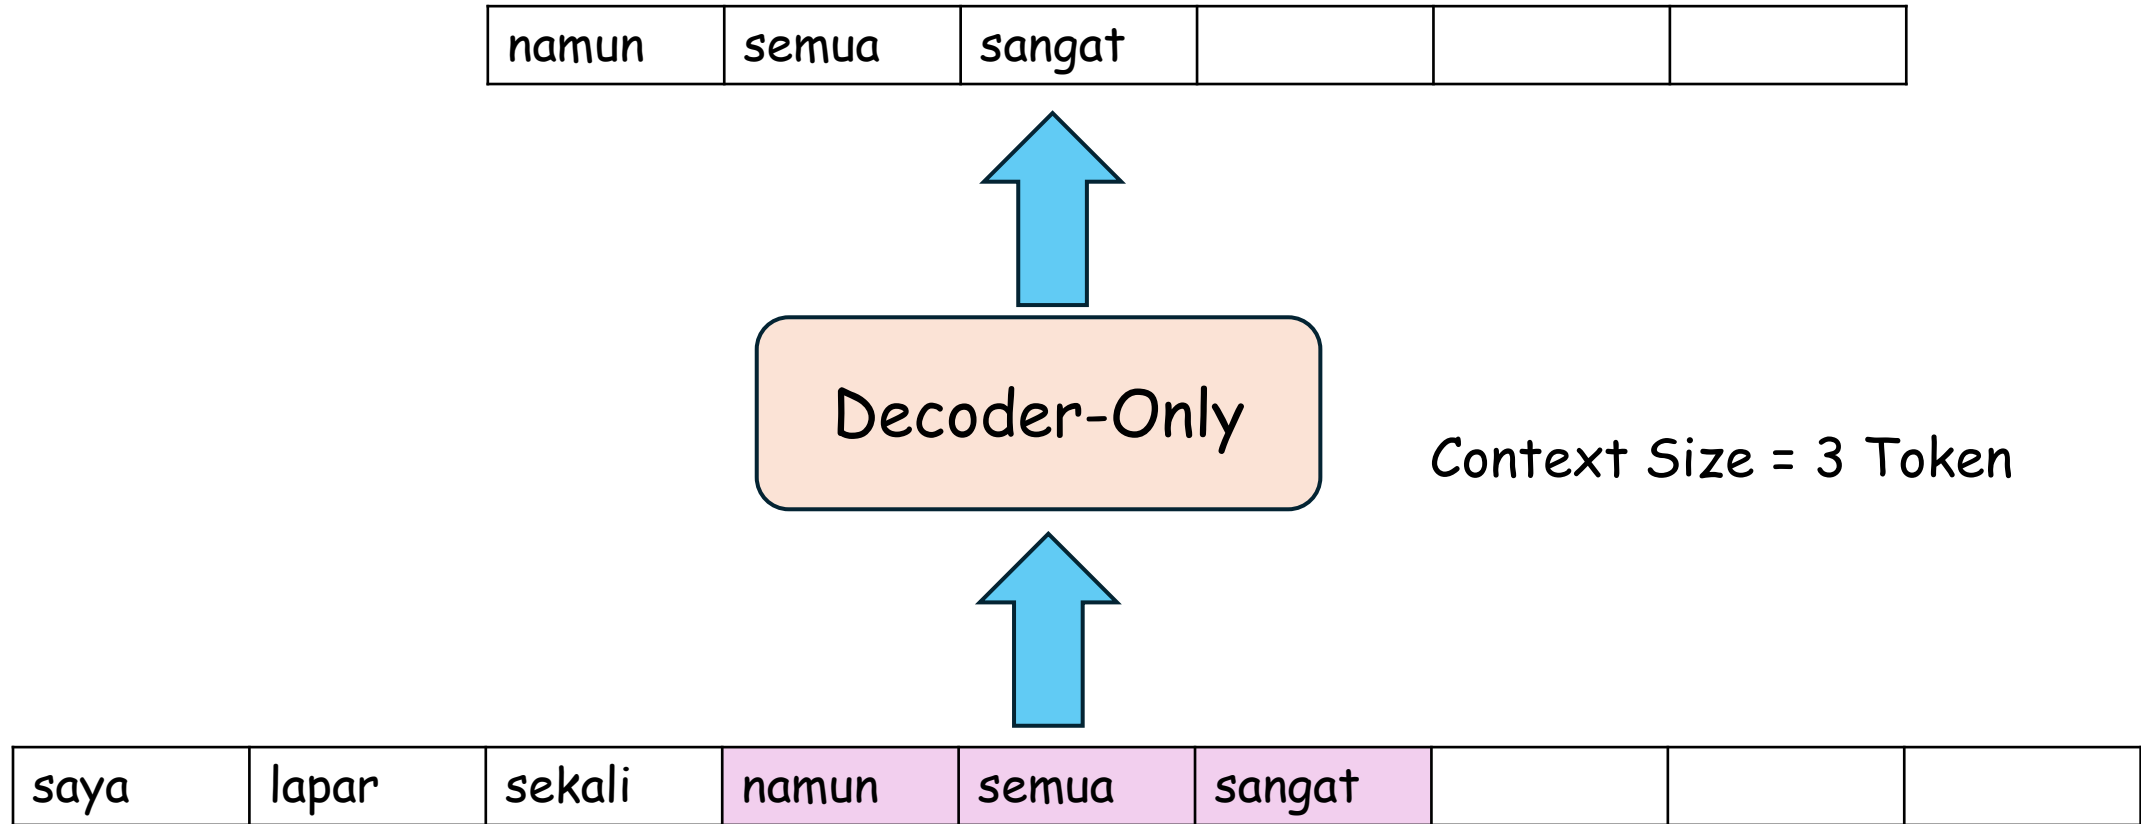 namun semua sangat
Decoder-Only
Context Size = 3 Token
saya lapar sekali namun semua sangat